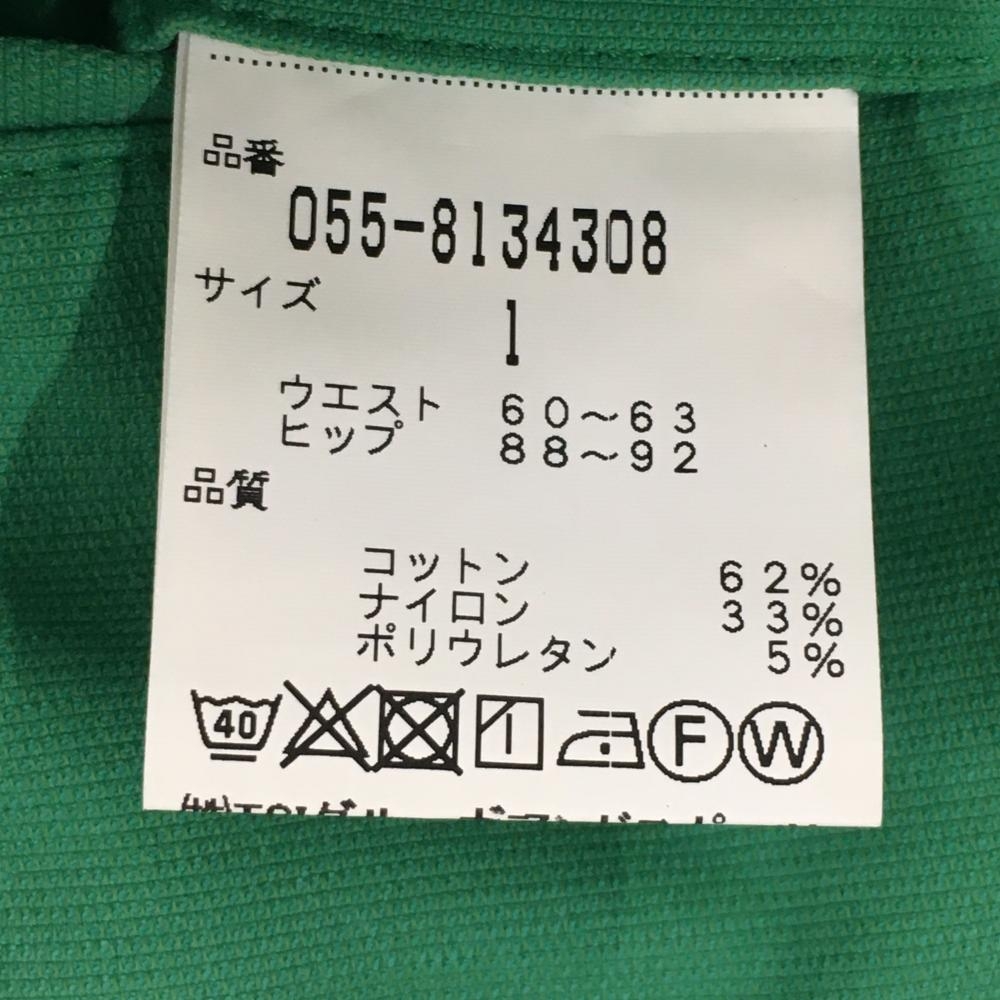 品番
055-8134308
サイズ
1
ウエスト 60～63
ヒップ 88～92
品質
コットン 62%
ナイロン 33%
ポリウレタン 5%
40 F W